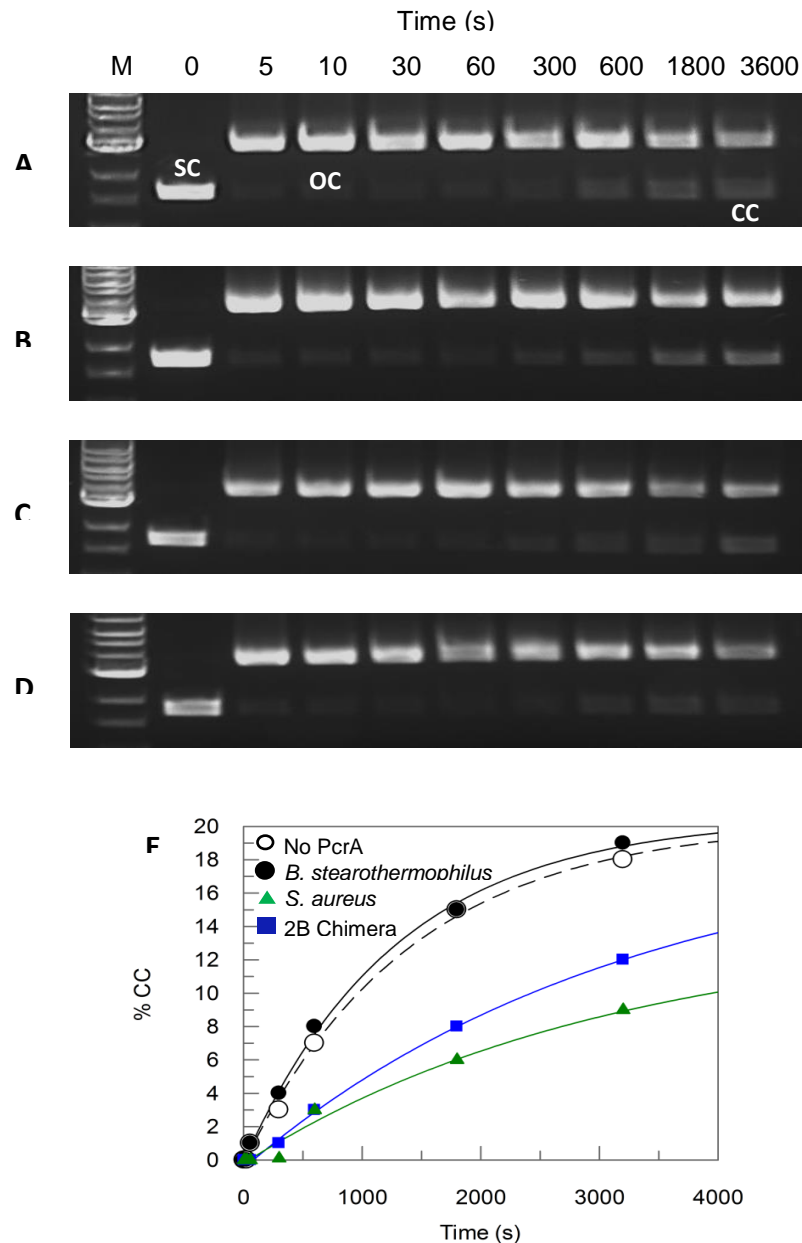 Time (s)
M 0 5 10 30 60 300 600 1800 3600
A
SC
OC
CC
B
C
D
20
18
16
14
12
10
8
6
4
2
0
% CC
No PcrA
B. stearothermophilus
S. aureus
2B Chimera
0 1000 2000 3000 4000
Time (s)